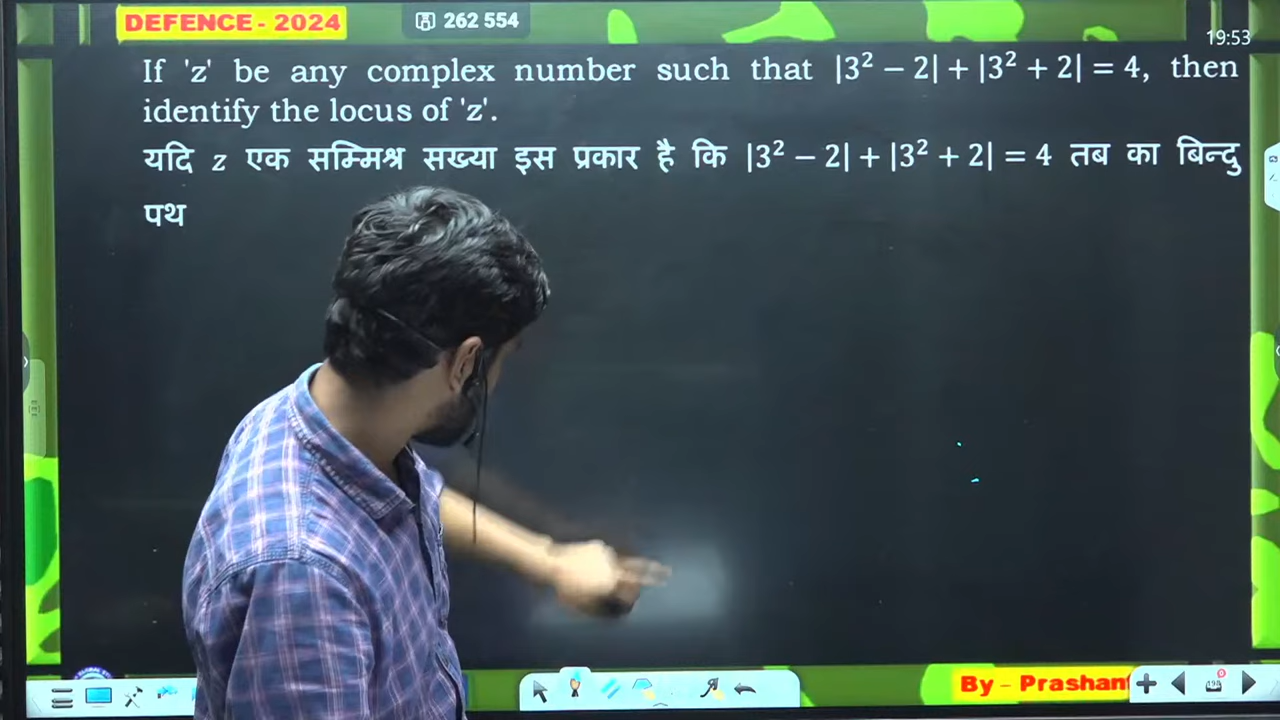 DEFENCE - 2024
262 554
19:53
If 'z' be any complex number such that |3² − 2| + |3² + 2| = 4, then
identify the locus of 'z'.
यदि z एक सम्मिश्र सख्या इस प्रकार है कि |3² − 2| + |3² + 2| = 4 तब का बिन्दु
पथ
By - Prashant